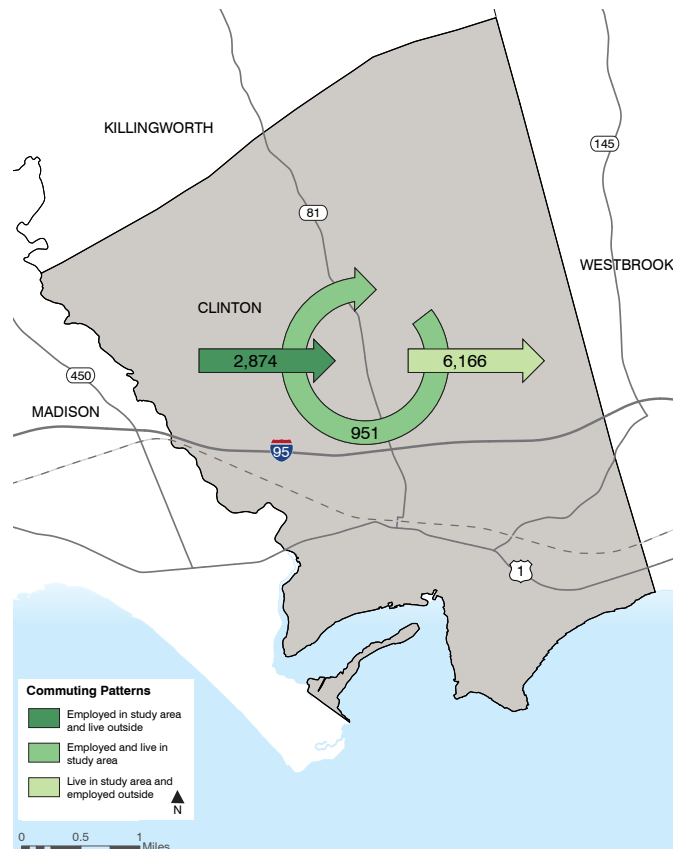 KILLINGWORTH
145
81
WESTBROOK
CLINTON
2,874
6,166
450
MADISON
951
95
1
Commuting Patterns
Employed in study area
and live outside
Employed and live in
study area
Live in study area and
employed outside
N
0 0.5 1
Miles